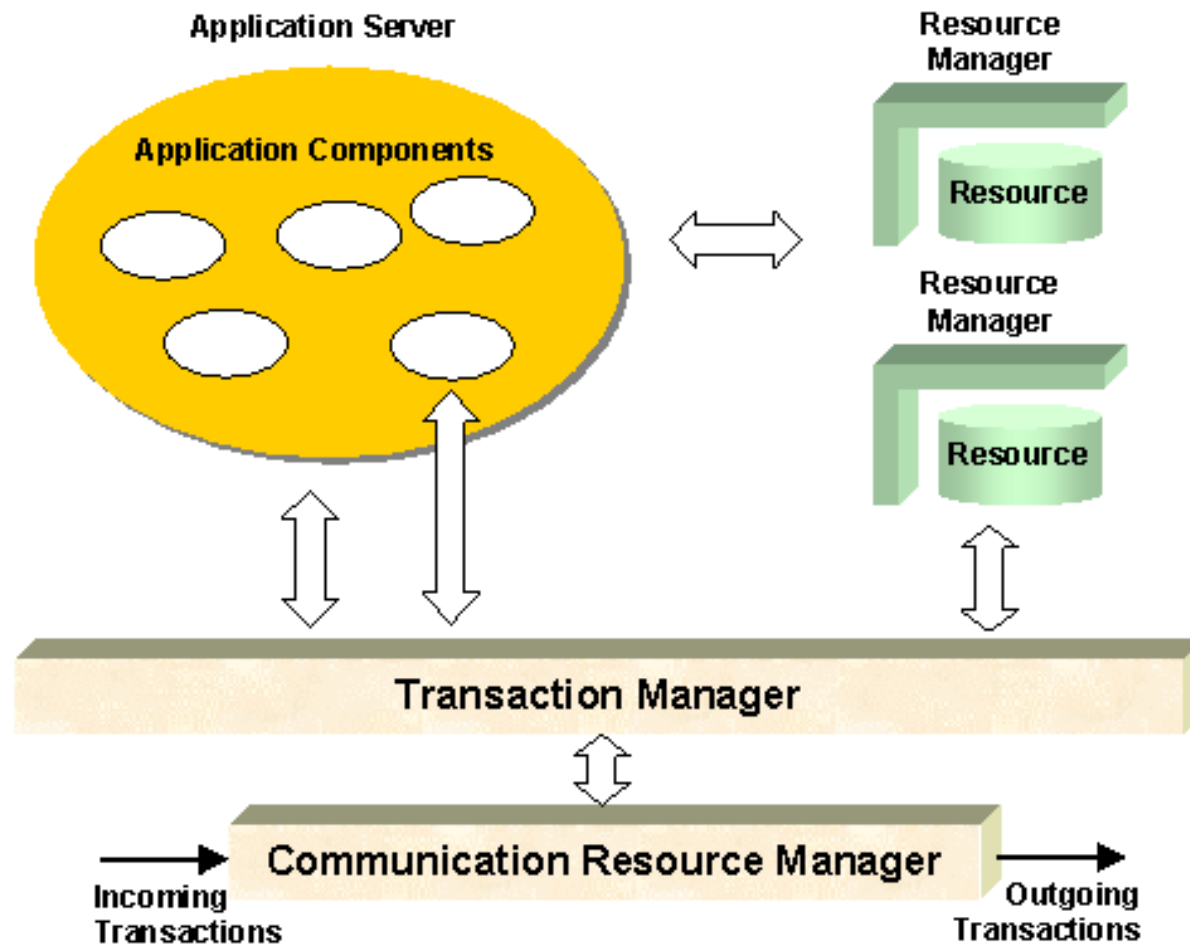 Application Server
Resource
Manager
Application Components
Resource
Resource
Manager
Resource
Transaction Manager
Communication Resource Manager
Incoming
Transactions
Outgoing
Transactions